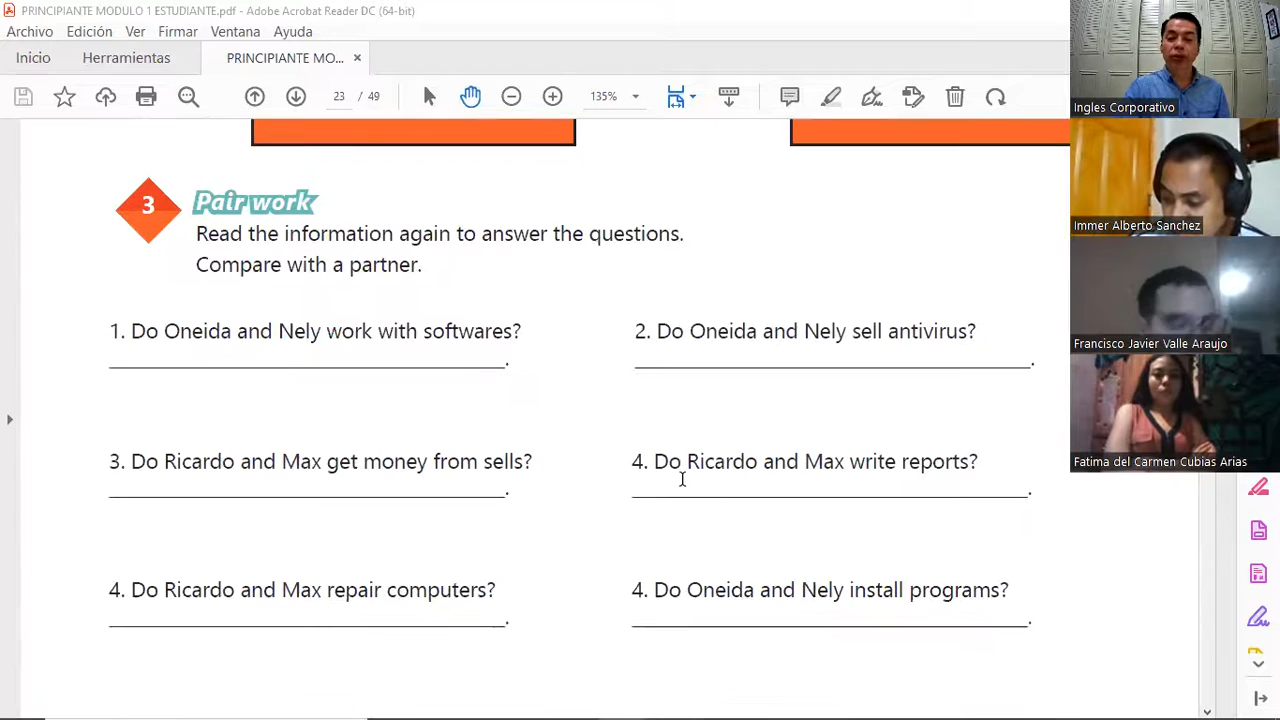 PRINCIPIANTE MODULO 1 ESTUDIANTE.pdf - Adobe Acrobat Reader DC (64-bit)
Archivo Edición Ver Firmar Ventana Ayuda
Inicio Herramientas PRINCIPIANTE MO... ×
23 / 49 135%
3 Pair work
Read the information again to answer the questions.
Compare with a partner.
1. Do Oneida and Nely work with softwares?
2. Do Oneida and Nely sell antivirus?
3. Do Ricardo and Max get money from sells?
4. Do Ricardo and Max write reports?
4. Do Ricardo and Max repair computers?
4. Do Oneida and Nely install programs?
Ingles Corporativo
Immer Alberto Sanchez
Francisco Javier Valle Araujo
Fatima del Carmen Cubias Arias